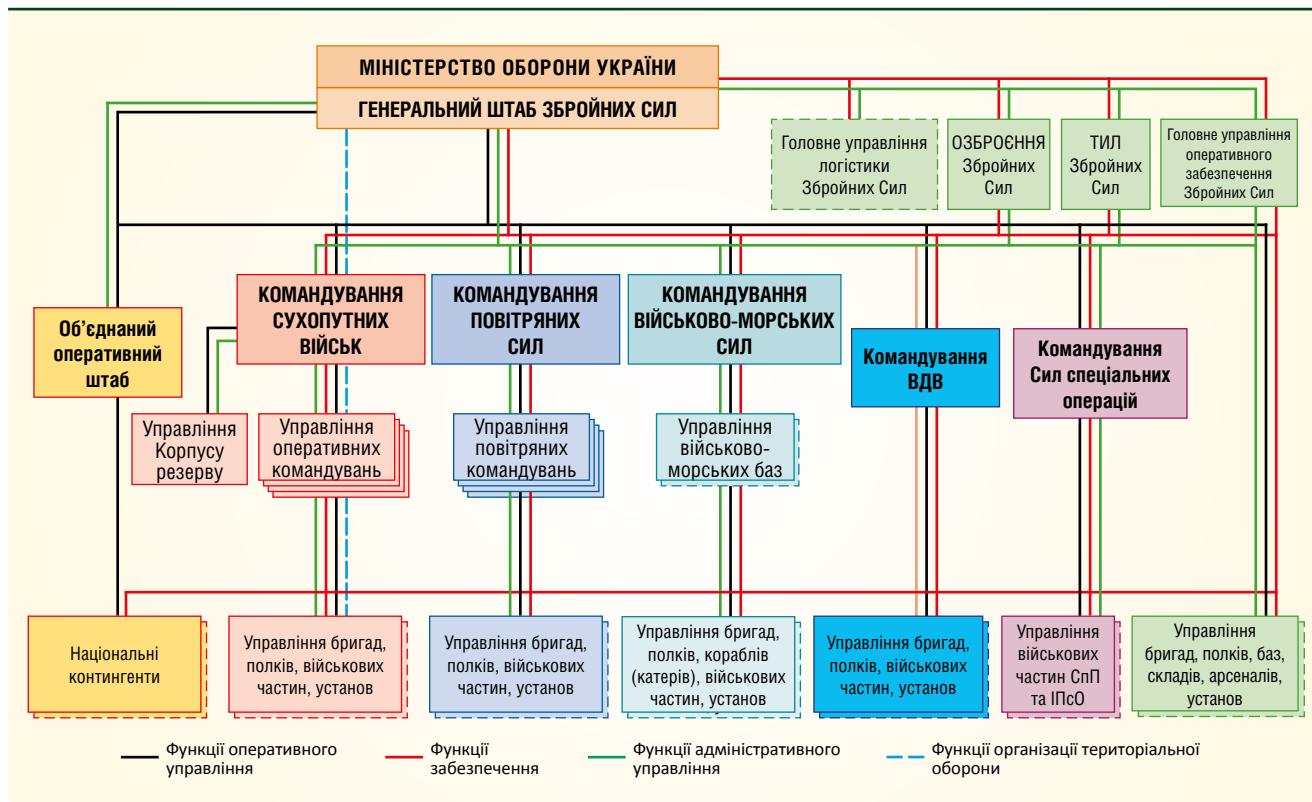 МІНІСТЕРСТВО ОБОРОНИ УКРАЇНИ
ГЕНЕРАЛЬНИЙ ШТАБ ЗБРОЙНИХ СИЛ
Головне управління
логістики
Збройних Сил
ОЗБРОЄННЯ
Збройних
Сил
ТИЛ
Збройних
Сил
Головне управління
оперативного
забезпечення
Збройних Сил
Об’єднаний
оперативний
штаб
КОМАНДУВАННЯ
СУХОПУТНИХ
ВІЙСЬК
КОМАНДУВАННЯ
ПОВІТРЯНИХ
СИЛ
КОМАНДУВАННЯ
ВІЙСЬКОВО-МОРСЬКИХ
СИЛ
Командування
ВДВ
Командування
Сил спеціальних
операцій
Управління
Корпусу
резерву
Управління
оперативних
командувань
Управління
повітряних
командувань
Управління
військово-
морських баз
Національні
контингенти
Управління бригад,
полків, військових
частин, установ
Управління бригад,
полків, військових
частин, установ
Управління бригад,
полків, кораблів
(катерів), військових
частин, установ
Управління бригад,
полків, військових
частин, установ
Управління
військових
частин СпП
та ІПсО
Управління
бригад, полків, баз,
складів, арсеналів,
установ
Функції оперативного
управління
Функції
забезпечення
Функції адміністративного
управління
Функції організації територіальної
оборони